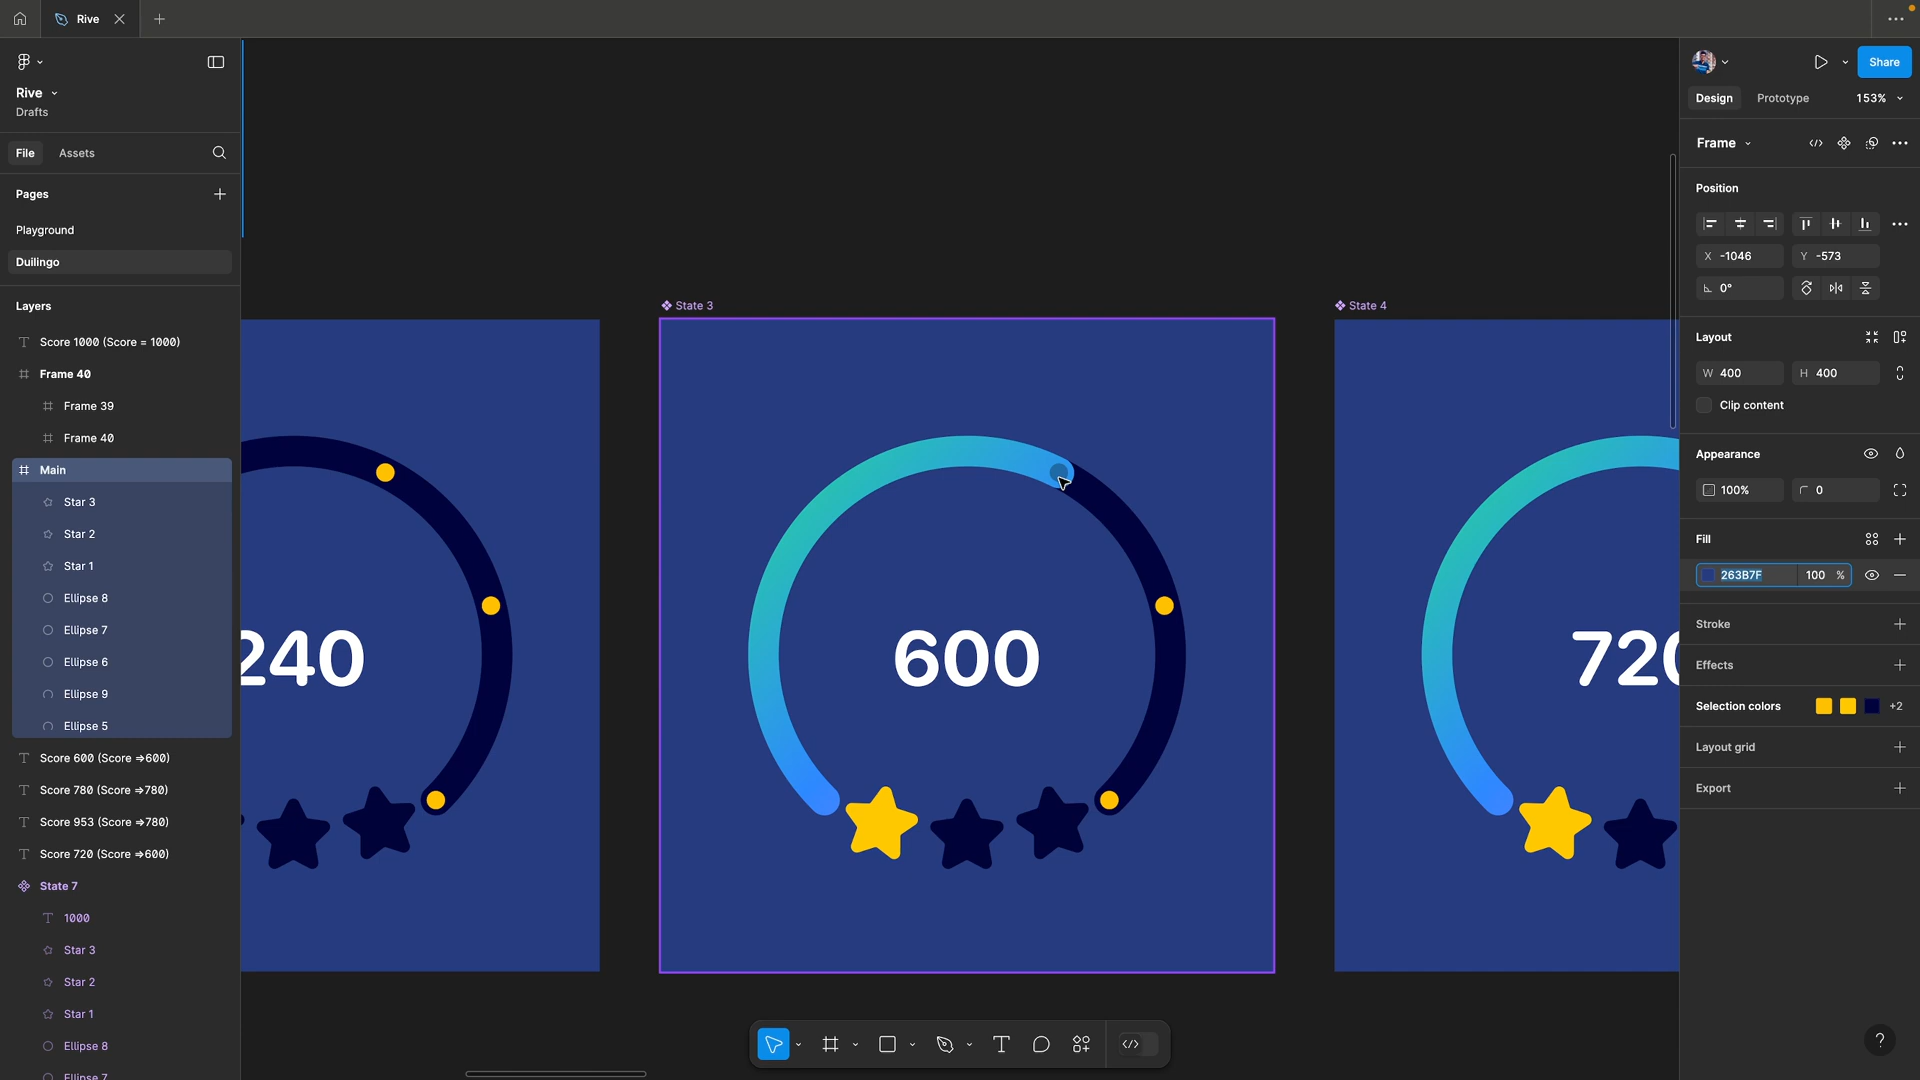 Rive
Rive
Drafts
File
Assets
Pages
Playground
Duilingo
Layers
Score 1000 (Score = 1000)
Frame 40
Frame 39
Frame 40
Main
Star 3
Star 2
Star 1
Ellipse 8
Ellipse 7
Ellipse 6
Ellipse 9
Ellipse 5
Score 600 (Score =>600)
Score 780 (Score =>780)
Score 953 (Score =>780)
Score 720 (Score =>600)
State 7
1000
Star 3
Star 2
Star 1
Ellipse 8
Ellipse 7
240
State 3
600
State 4
720
Share
Design
Prototype
153%
Frame
Position
X -1046
Y -573
0°
Layout
W 400
H 400
Clip content
Appearance
100%
0
Fill
263B7F
100 %
Stroke
Effects
Selection colors
+2
Layout grid
Export
?